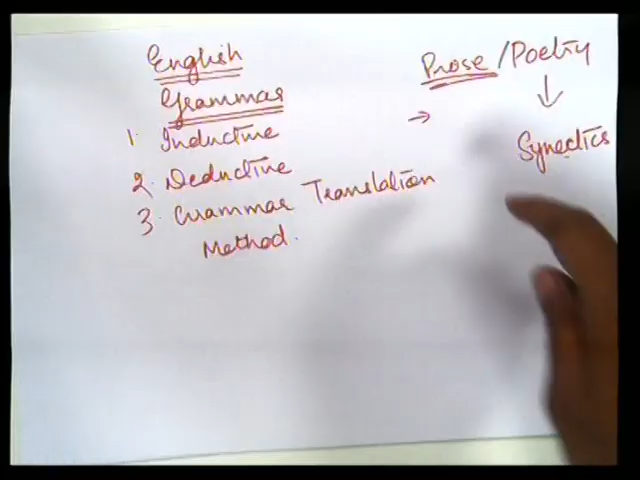 English
Grammar
1. Inductive
2. Deductive
3. Grammar Translation
Method.
Prose / Poetry
→
↓
Synectics